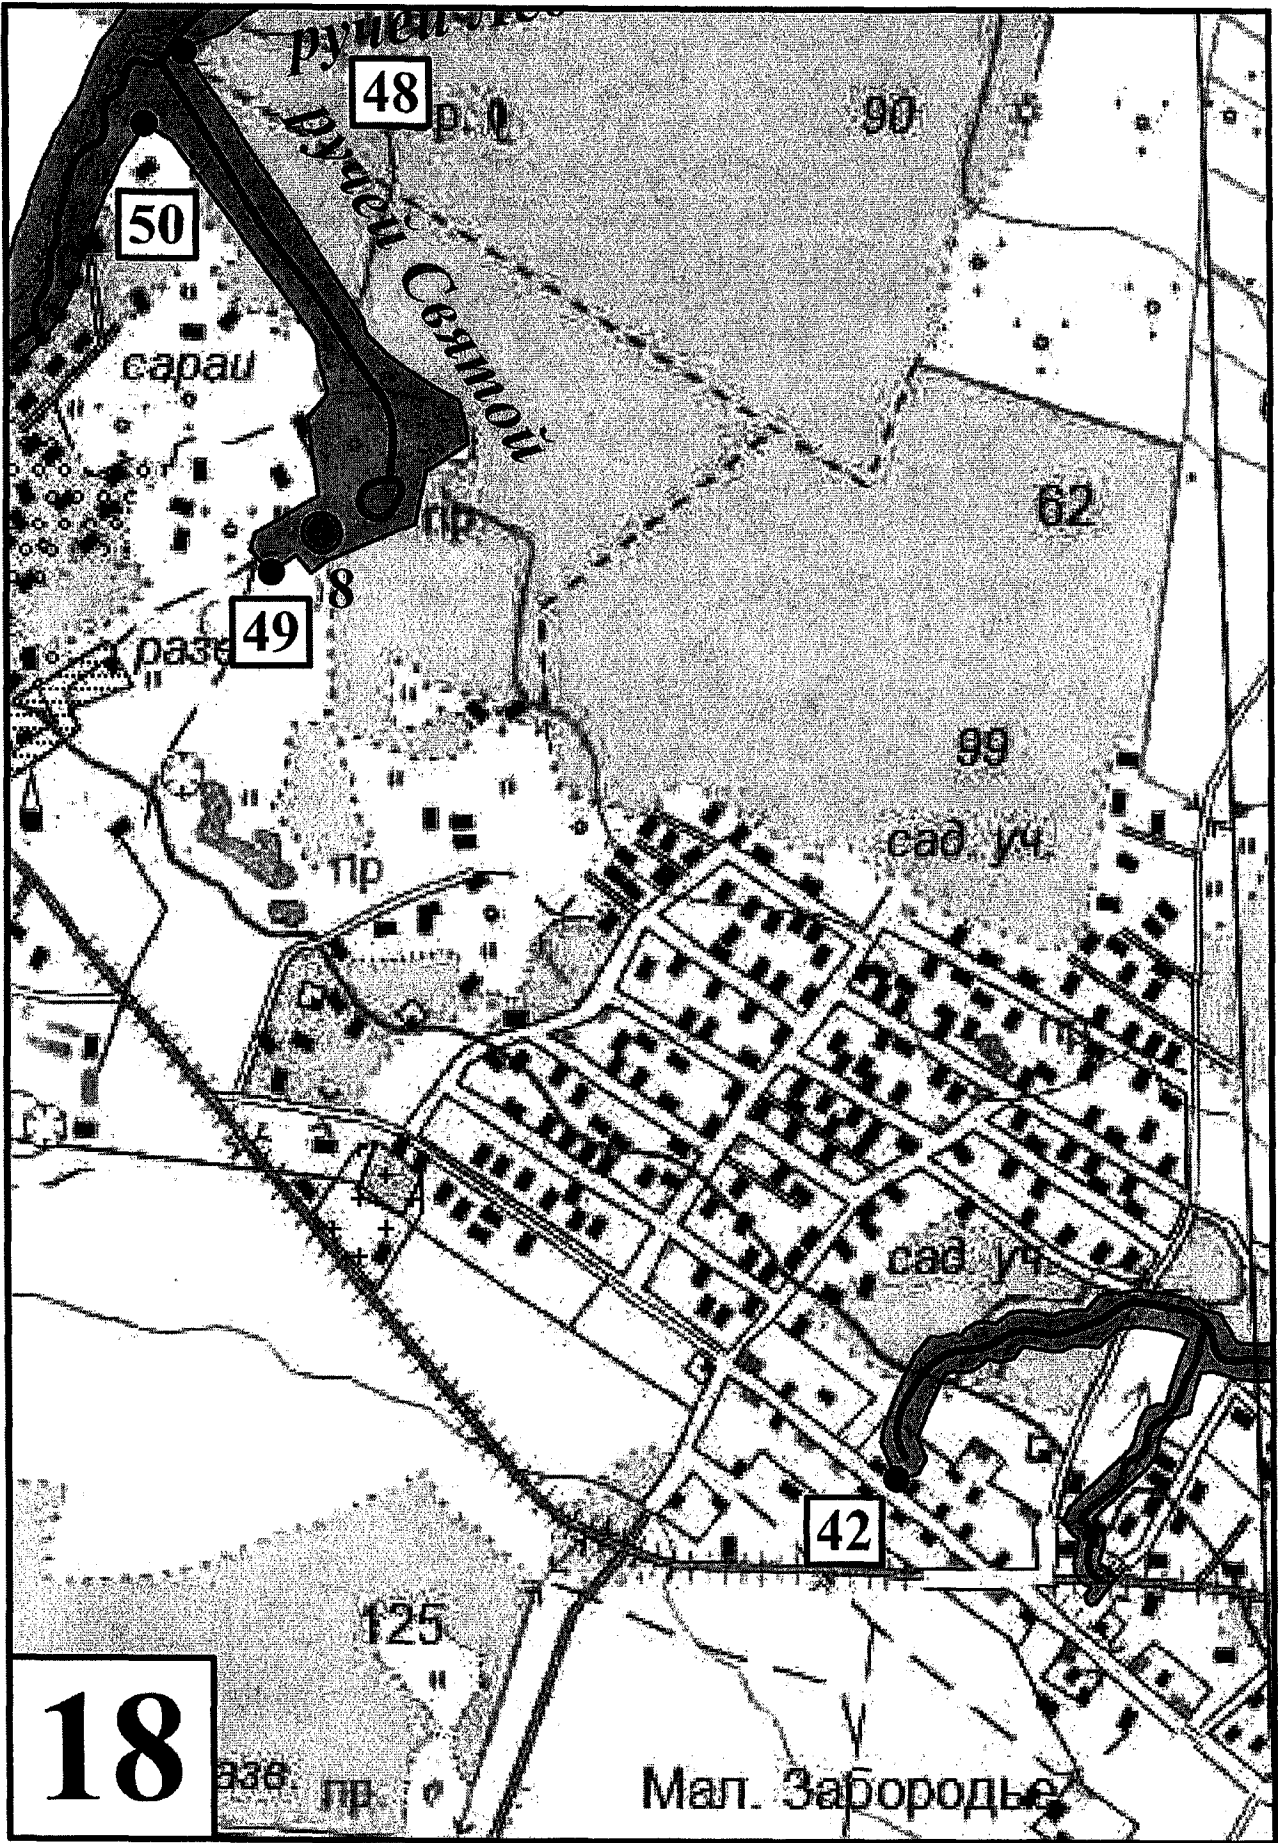 48
р.
90
ручей Святой
50
сараи
62
пр.
8
49
99
сад. уч.
пр
пр
сад. уч.
42
125
18
пр.
Мал. Забородье